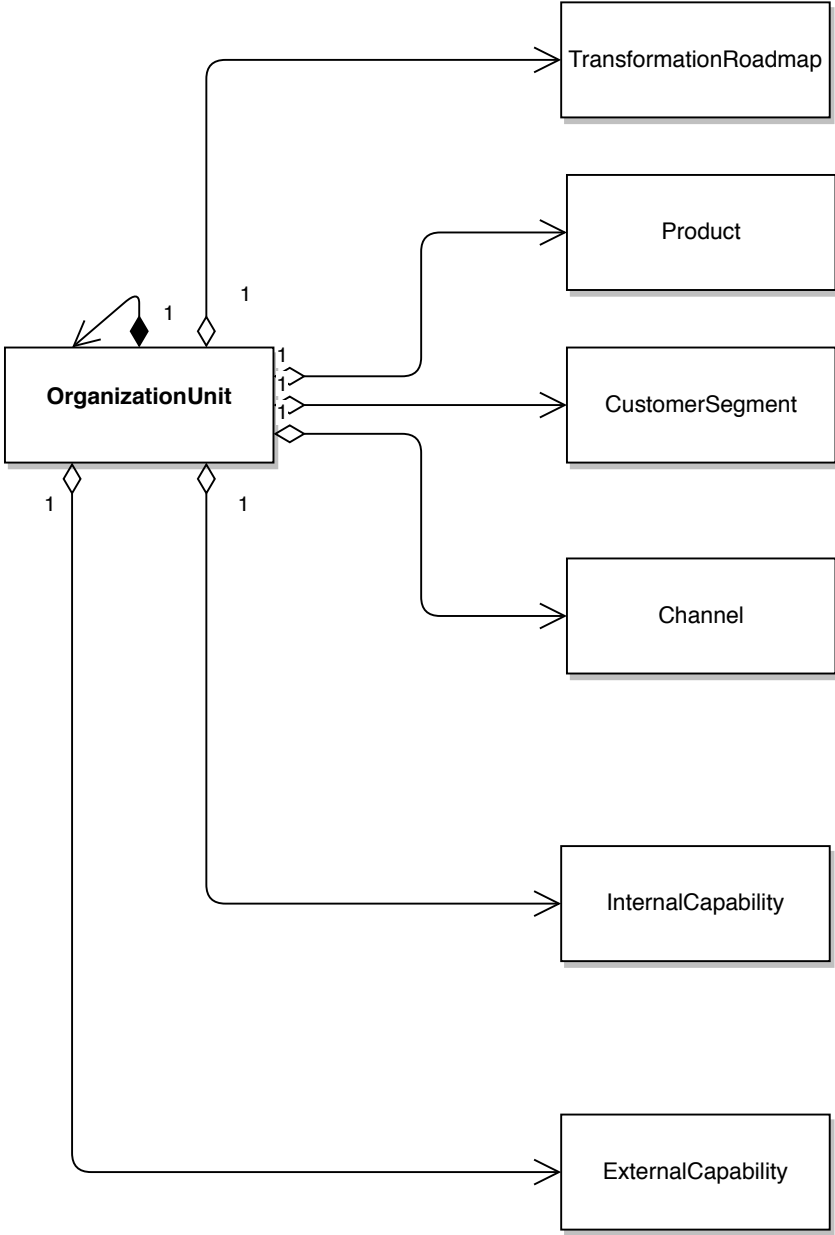 TransformationRoadmap
Product
1
1
1
OrganizationUnit
1
1
CustomerSegment
1
1
Channel
InternalCapability
ExternalCapability